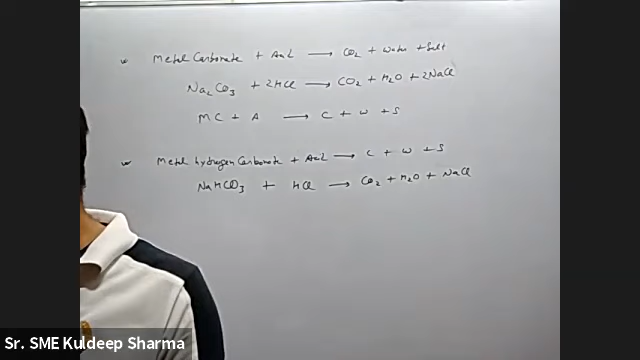 Metal Carbonate + Acid → CO2 + Water + Salt
Na2CO3 + 2HCl → CO2 + H2O + 2NaCl
MC + A → C + W + S
Metal hydrogen Carbonate + Acid → C + W + S
NaHCO3 + HCl → CO2 + H2O + NaCl
Sr. SME Kuldeep Sharma